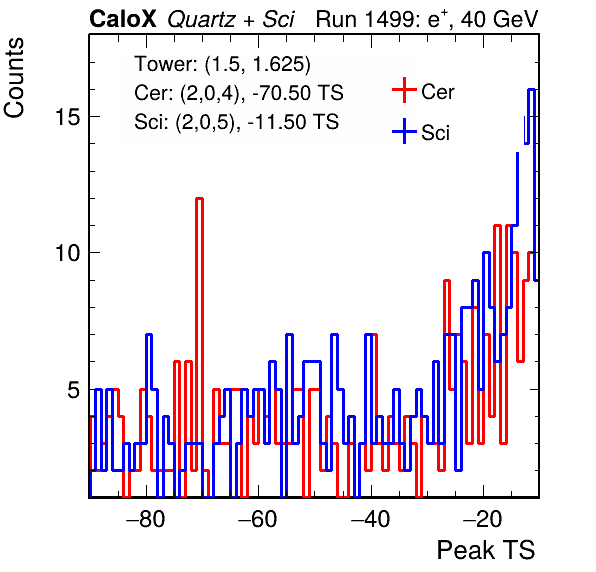 CaloX Quartz + Sci Run 1499: e+, 40 GeV
Counts
Tower: (1.5, 1.625)
Cer: (2,0,4), -70.50 TS
Sci: (2,0,5), -11.50 TS
Cer
Sci
15
10
5
−80 −60 −40 −20
Peak TS